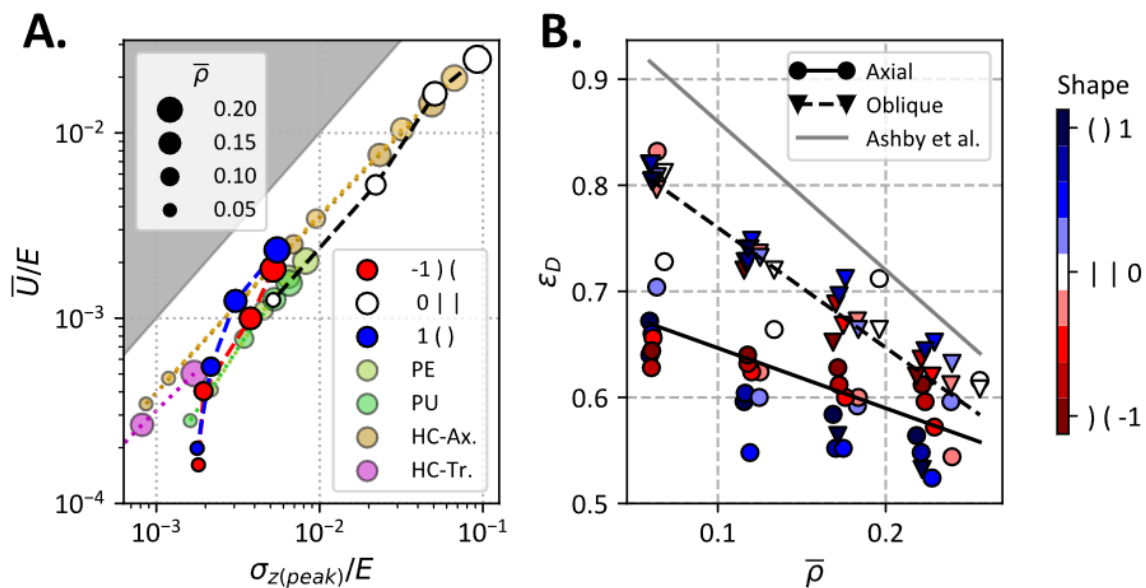 A.
ρ̅
0.20
0.15
0.10
0.05
-1 ) (
0 | |
1 ( )
PE
PU
HC-Ax.
HC-Tr.
10⁻²
10⁻³
10⁻⁴
U̅/E
10⁻³
10⁻²
10⁻¹
σz(peak)/E
B.
Axial
Oblique
Ashby et al.
0.9
0.8
0.7
0.6
0.5
εD
0.1
0.2
ρ̅
Shape
( ) 1
| | 0
) ( -1